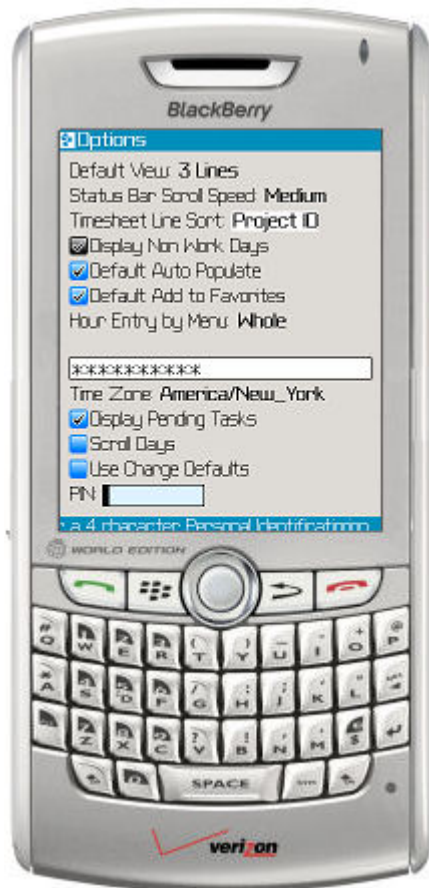 BlackBerry
Options
Default View: 3 Lines
Status Bar Scroll Speed: Medium
Timesheet Line Sort: Project ID
Display Non Work Days
Default Auto Populate
Default Add to Favorites
Hour Entry by Menu: Whole
***********
Time Zone: America/New_York
Display Pending Tasks
Scroll Days
Use Charge Defaults
PIN:
a 4 character Personal Identification
WORLD EDITION
# Q W E R ( T ) Y _ U - I + O @ P
* A S D F / G : H ; J ' K " L
Z X C ? V ! B , N . M $
SPACE
verizon